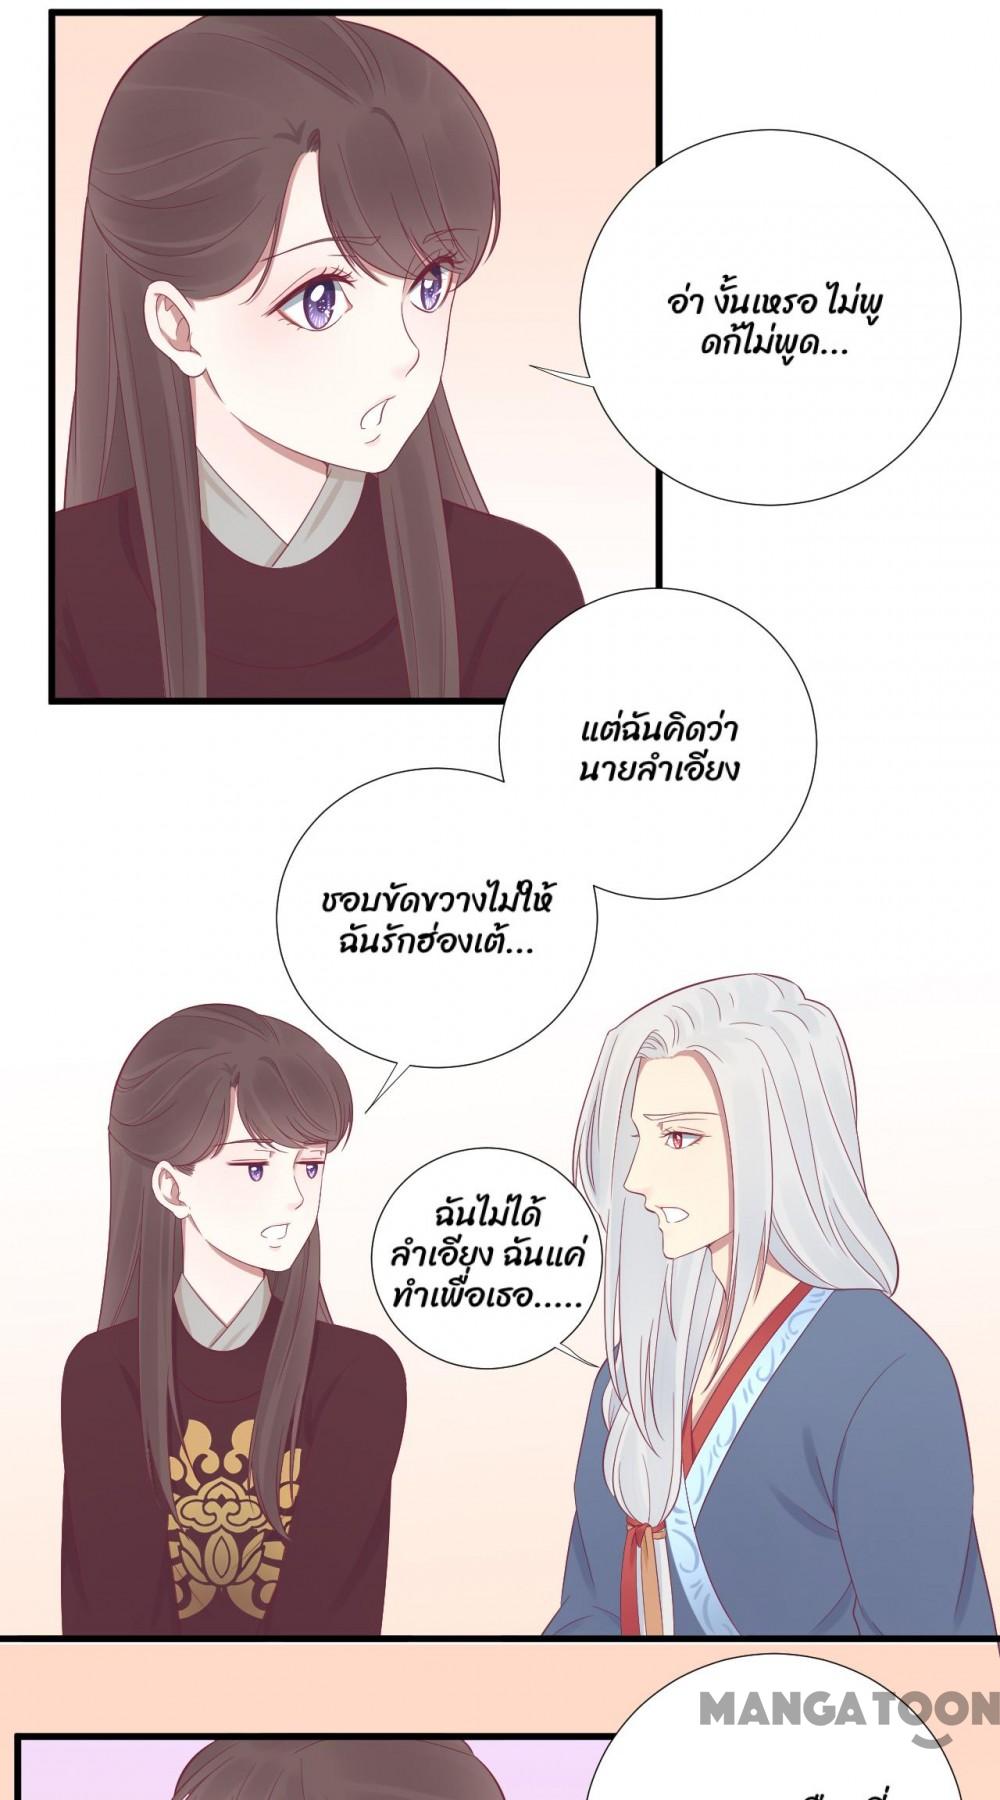 อ่า งั้นเหรอ ไม่พู
ดก้ไม่พูด...
แต่ฉันคิดว่า
นายลำเอียง
ชอบขัดขวางไม่ให้
ฉันรักฮ่องเต้...
ฉันไม่ได้
ลำเอียง ฉันแค่
ทำเพื่อเธอ.....
MANGATOON